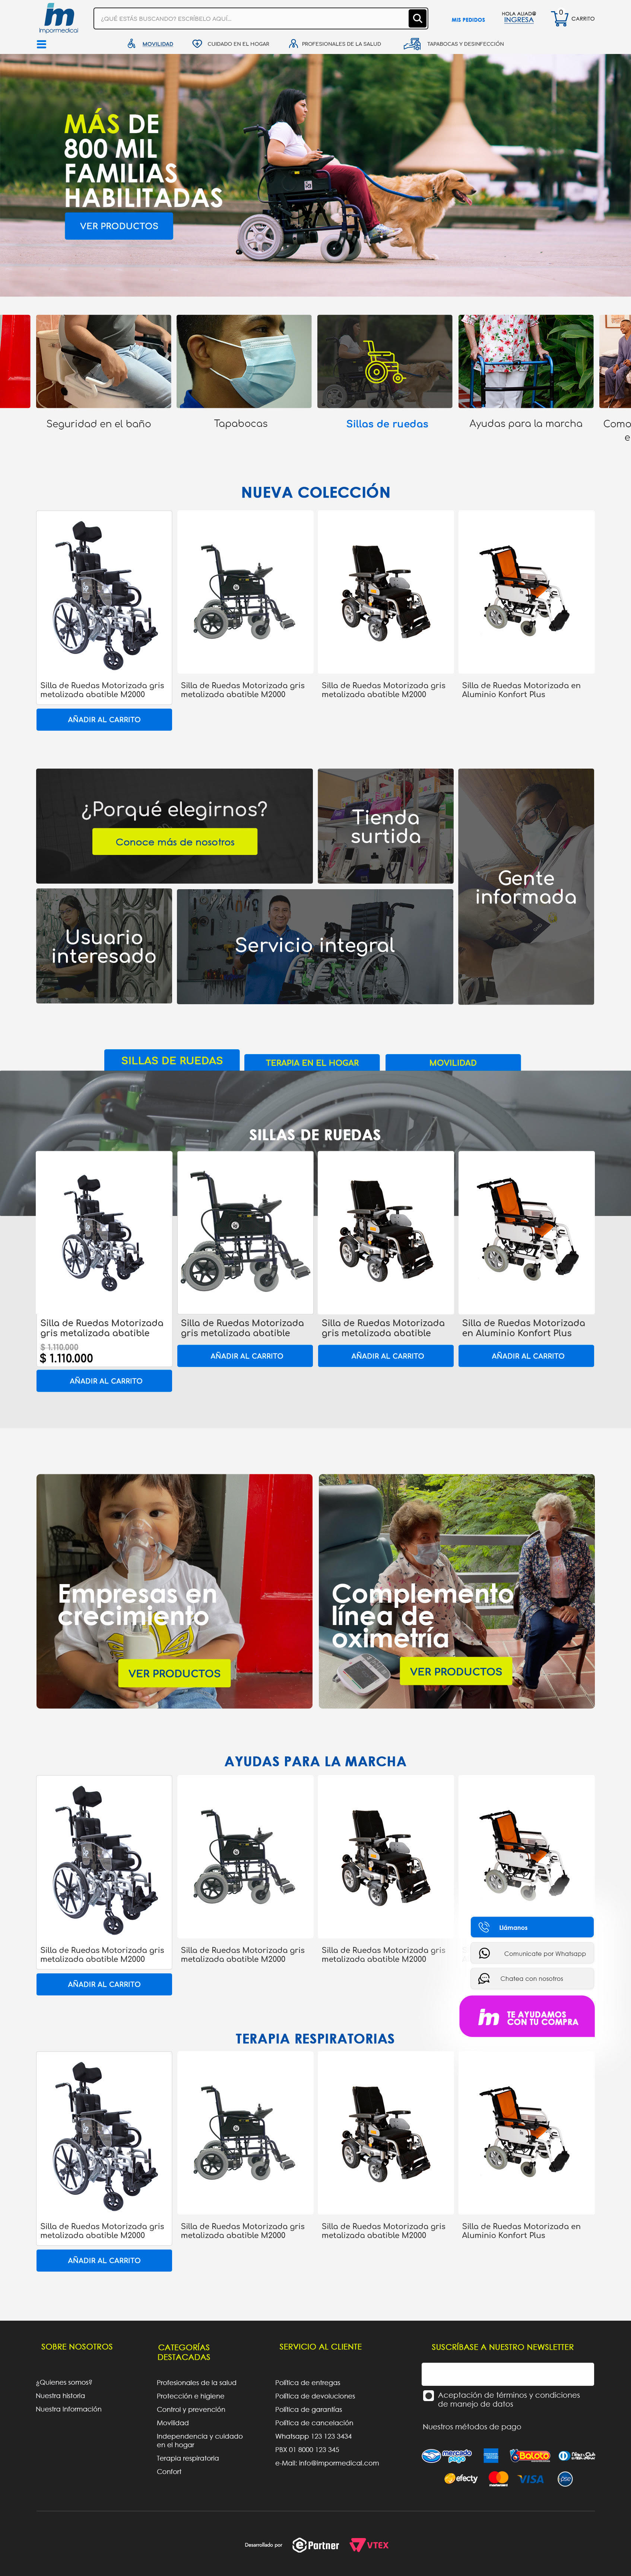 im
impormedical
¿QUÉ ESTÁS BUSCANDO? ESCRÍBELO AQUÍ...
MIS PEDIDOS
HOLA ALIAD@
INGRESA
0
CARRITO
MOVILIDAD
CUIDADO EN EL HOGAR
PROFESIONALES DE LA SALUD
TAPABOCAS Y DESINFECCIÓN
MÁS DE
800 MIL
FAMILIAS
HABILITADAS
VER PRODUCTOS
Seguridad en el baño
Tapabocas
Sillas de ruedas
Ayudas para la marcha
Como
e
NUEVA COLECCIÓN
Silla de Ruedas Motorizada gris
metalizada abatible M2000
AÑADIR AL CARRITO
Silla de Ruedas Motorizada gris
metalizada abatible M2000
Silla de Ruedas Motorizada gris
metalizada abatible M2000
Silla de Ruedas Motorizada en
Aluminio Konfort Plus
¿Porqué elegirnos?
Conoce más de nosotros
Tienda
surtida
Gente
informada
Usuario
interesado
Servicio integral
SILLAS DE RUEDAS
TERAPIA EN EL HOGAR
MOVILIDAD
SILLAS DE RUEDAS
Silla de Ruedas Motorizada
gris metalizada abatible
$ 1.110.000
$ 1.110.000
AÑADIR AL CARRITO
Silla de Ruedas Motorizada
gris metalizada abatible
AÑADIR AL CARRITO
Silla de Ruedas Motorizada
gris metalizada abatible
AÑADIR AL CARRITO
Silla de Ruedas Motorizada
en Aluminio Konfort Plus
AÑADIR AL CARRITO
Empresas en
crecimiento
VER PRODUCTOS
Complemento
línea de
oximetría
VER PRODUCTOS
AYUDAS PARA LA MARCHA
Silla de Ruedas Motorizada gris
metalizada abatible M2000
AÑADIR AL CARRITO
Silla de Ruedas Motorizada gris
metalizada abatible M2000
Silla de Ruedas Motorizada gris
metalizada abatible M2000
Llámanos
Comunícate por Whatsapp
Chatea con nosotros
im
TE AYUDAMOS
CON TU COMPRA
TERAPIA RESPIRATORIAS
Silla de Ruedas Motorizada gris
metalizada abatible M2000
AÑADIR AL CARRITO
Silla de Ruedas Motorizada gris
metalizada abatible M2000
Silla de Ruedas Motorizada gris
metalizada abatible M2000
Silla de Ruedas Motorizada en
Aluminio Konfort Plus
SOBRE NOSOTROS
¿Quienes somos?
Nuestra historia
Nuestra información
CATEGORÍAS
DESTACADAS
Profesionales de la salud
Protección e higiene
Control y prevención
Movilidad
Independencia y cuidado
en el hogar
Terapia respiratoria
Confort
SERVICIO AL CLIENTE
Política de entregas
Política de devoluciones
Política de garantías
Política de cancelación
Whatsapp 123 123 3434
PBX 01 8000 123 345
e-Mail: info@impormedical.com
SUSCRÍBASE A NUESTRO NEWSLETTER
Aceptación de términos y condiciones
de manejo de datos
Nuestros métodos de pago
mercado
pago
Baloto
Diners Club
efecty
mastercard
VISA
pse
Desarrollado por
e Partner
VTEX